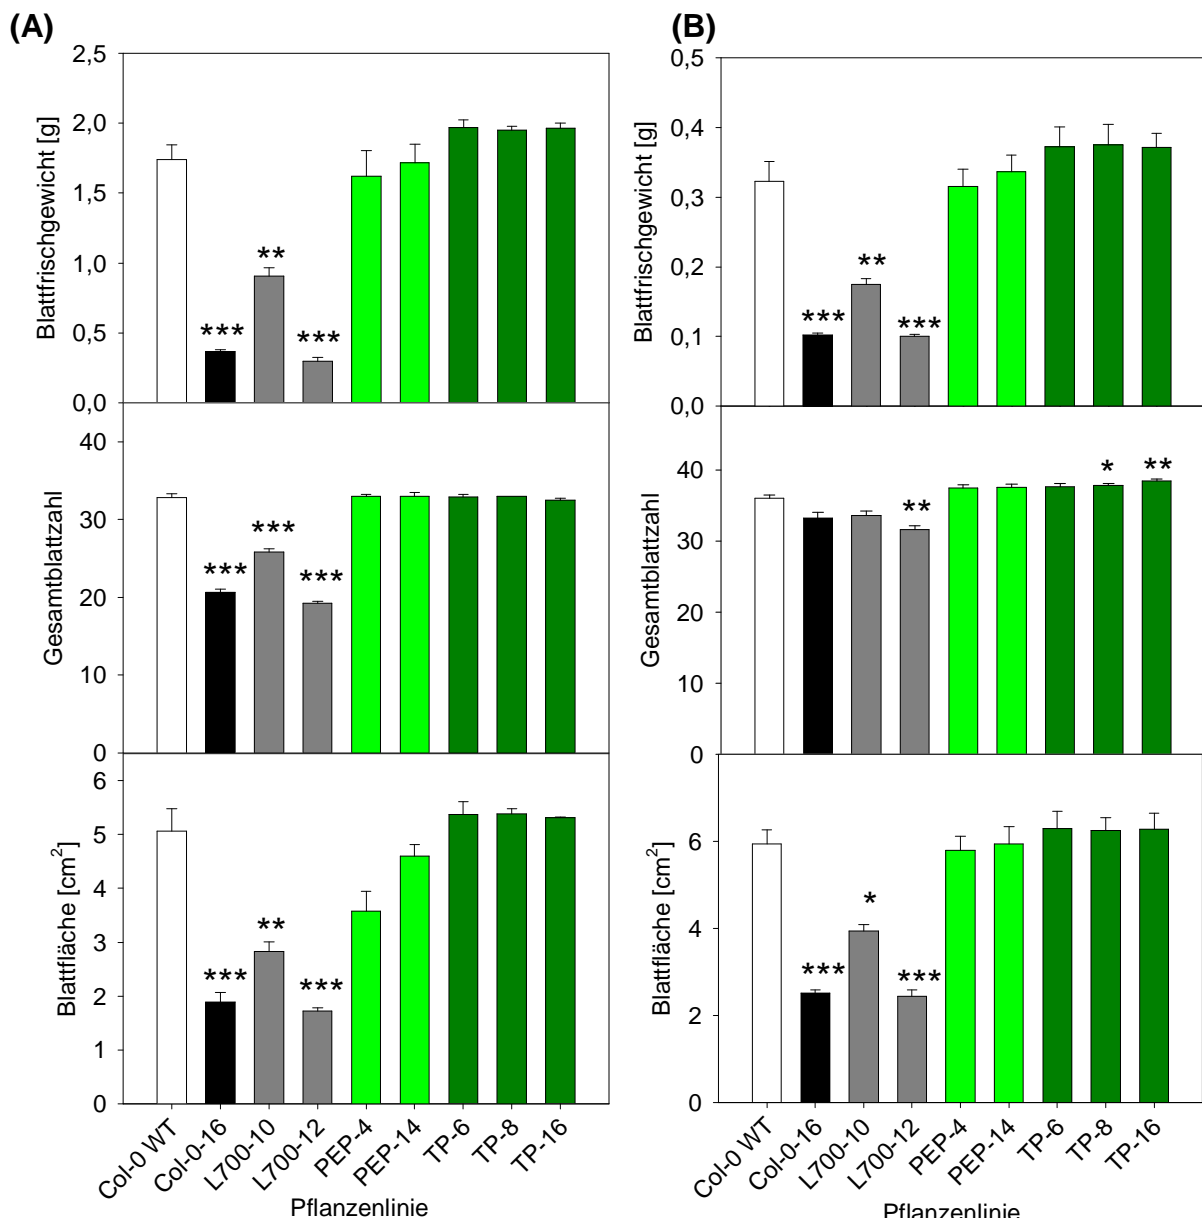 (A)
2,5
2,0
1,5
1,0
0,5
0,0
Blattfrischgewicht [g]
***
**
***
40
30
20
10
0
Gesamtblattzahl
***
***
***
6
5
4
3
2
1
0
Blattfläche [cm²]
***
**
***
Col-0 WT
Col-0-16
L700-10
L700-12
PEP-4
PEP-14
TP-6
TP-8
TP-16
Pflanzenlinie
(B)
0,5
0,4
0,3
0,2
0,1
0,0
Blattfrischgewicht [g]
***
**
***
40
30
20
10
0
Gesamtblattzahl
**
*
**
6
4
2
0
Blattfläche [cm²]
***
*
***
Col-0 WT
Col-0-16
L700-10
L700-12
PEP-4
PEP-14
TP-6
TP-8
TP-16
Pflanzenlinie